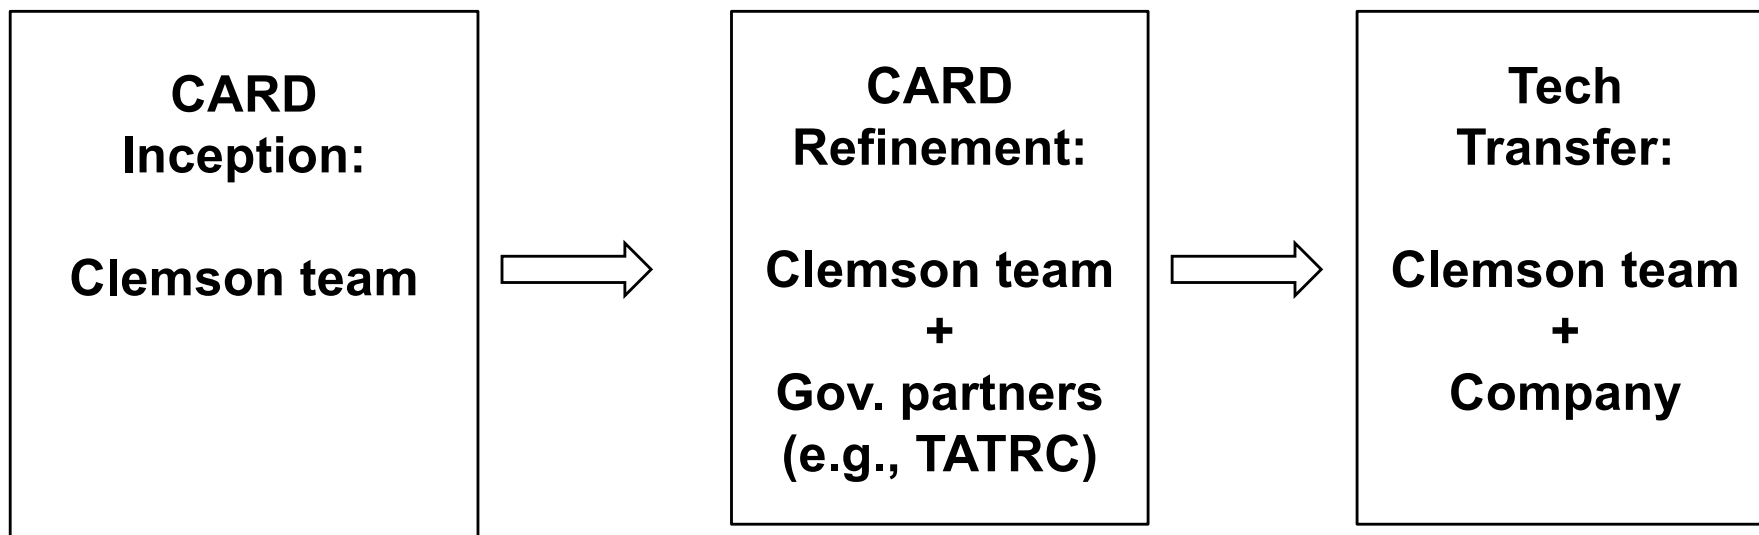 CARD
Inception:
Clemson team
CARD
Refinement:
Clemson team
+
Gov. partners
(e.g., TATRC)
Tech
Transfer:
Clemson team
+
Company